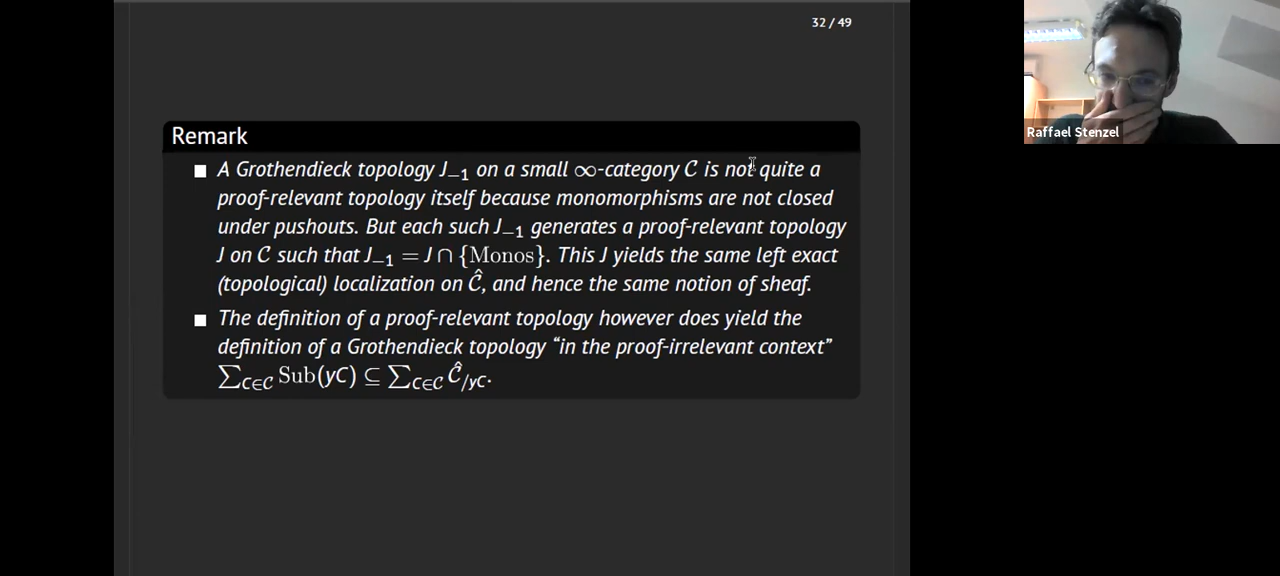 32 / 49
Remark
■ A Grothendieck topology J₋₁ on a small ∞-category C is not quite a
proof-relevant topology itself because monomorphisms are not closed
under pushouts. But each such J₋₁ generates a proof-relevant topology
J on C such that J₋₁ = J ∩ {Monos}. This J yields the same left exact
(topological) localization on Ĉ, and hence the same notion of sheaf.
■ The definition of a proof-relevant topology however does yield the
definition of a Grothendieck topology “in the proof-irrelevant context”
∑_{C∈C} Sub(yC) ⊆ ∑_{C∈C} Ĉ_{/yC}.
Raffael Stenzel